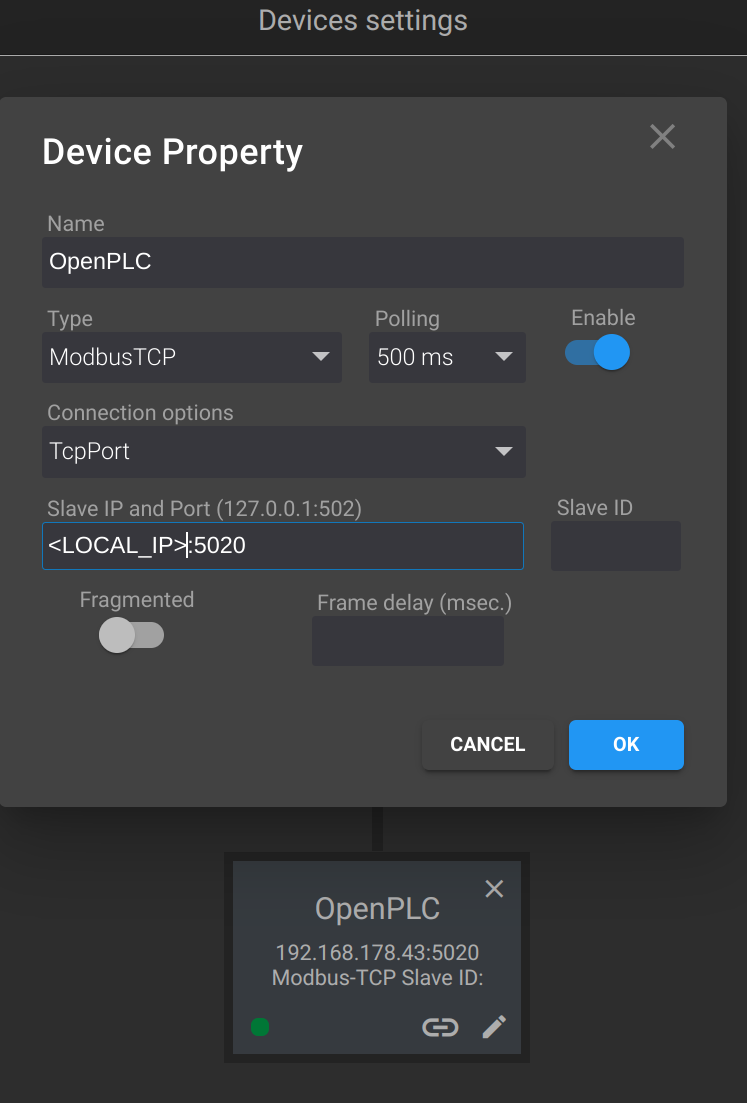 Devices settings
Device Property
Name
OpenPLC
Type
Polling
Enable
ModbusTCP
500 ms
Connection options
TcpPort
Slave IP and Port (127.0.0.1:502)
Slave ID
<LOCAL_IP>:5020
Fragmented
Frame delay (msec.)
CANCEL
OK
OpenPLC
192.168.178.43:5020
Modbus-TCP Slave ID: